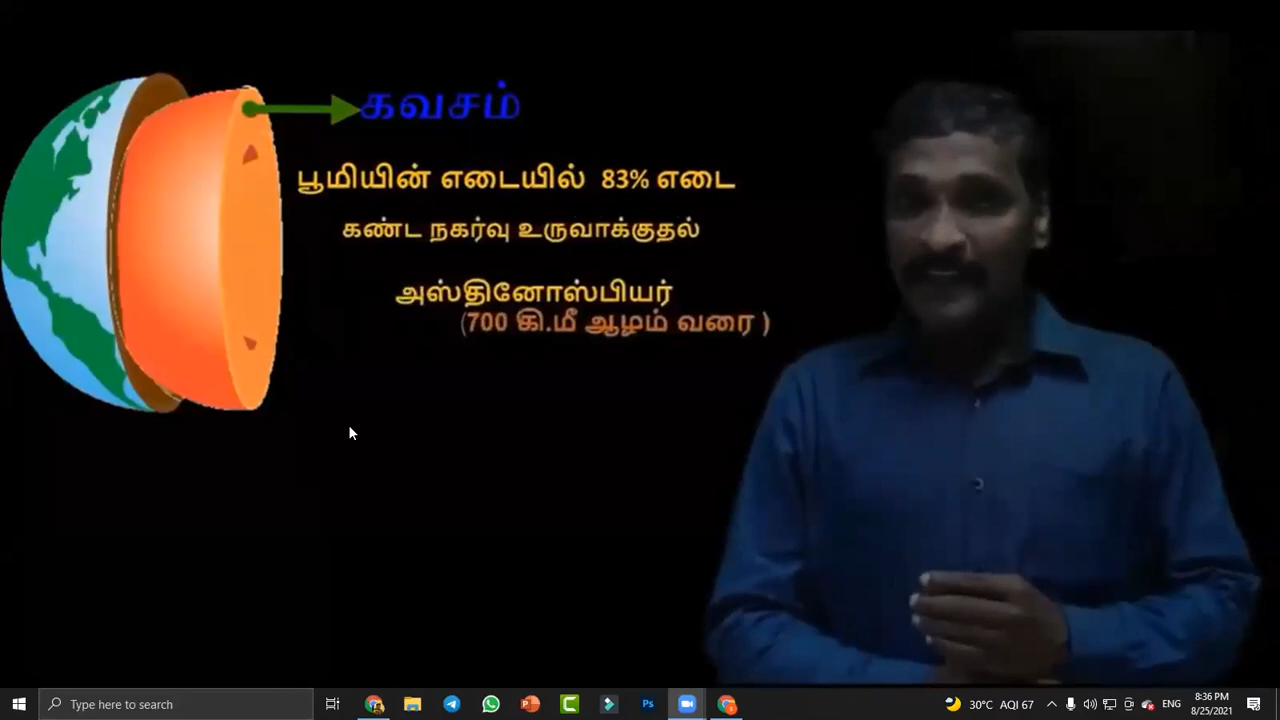 கவசம்
பூமியின் எடையில் 83% எடை
கண்ட நகர்வு உருவாக்குதல்
அஸ்தினோஸ்பியர்
(700 கி.மீ ஆழம் வரை )
Type here to search
30°C AQI 67
ENG
8:36 PM
8/25/2021